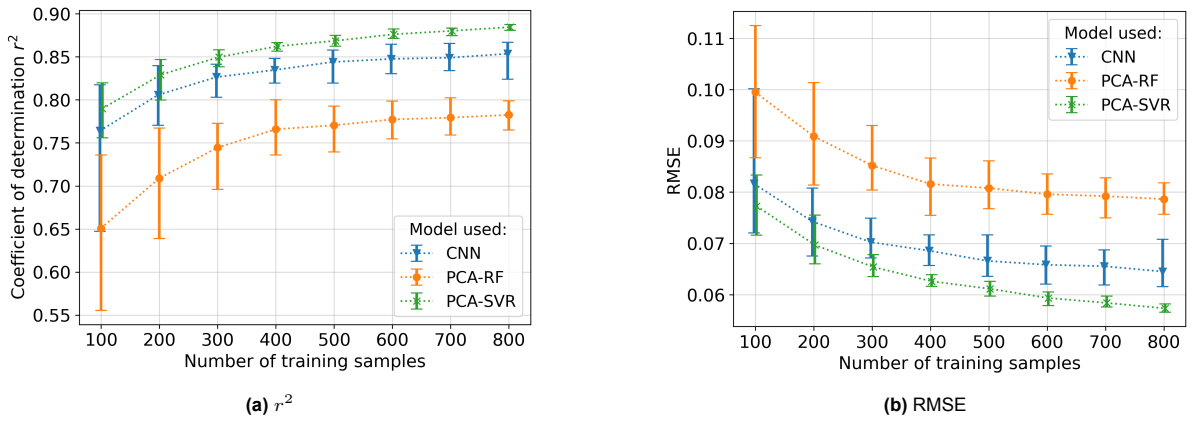 0.90
0.85
0.80
0.75
0.70
0.65
0.60
0.55
Coefficient of determination r²
Model used:
CNN
PCA-RF
PCA-SVR
100 200 300 400 500 600 700 800
Number of training samples
(a) r²
0.11
0.10
0.09
0.08
0.07
0.06
RMSE
Model used:
CNN
PCA-RF
PCA-SVR
100 200 300 400 500 600 700 800
Number of training samples
(b) RMSE